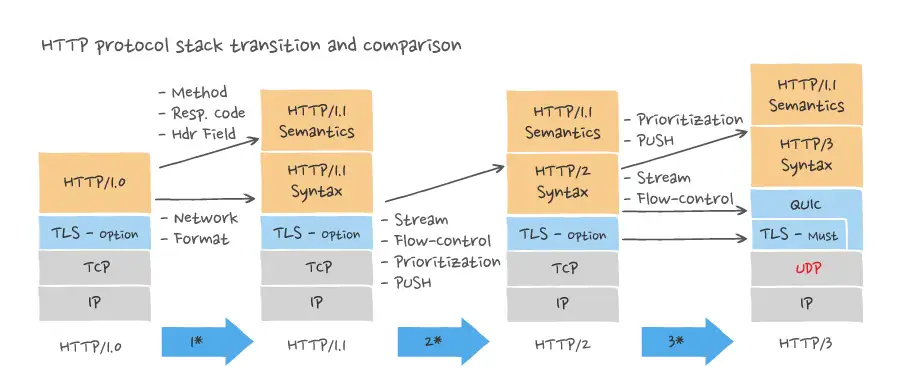 HTTP protocol stack transition and comparison
- Method
- Resp. code
- Hdr Field
HTTP/1.0
- Network
- Format
TLS - Option
TCP
IP
HTTP/1.0
1*
HTTP/1.1
Semantics
HTTP/1.1
Syntax
TLS - Option
TCP
IP
HTTP/1.1
- Stream
- Flow-control
- Prioritization
- PUSH
2*
HTTP/1.1
Semantics
HTTP/2
Syntax
TLS - Option
TCP
IP
HTTP/2
- Prioritization
- PUSH
- Stream
- Flow-control
3*
HTTP/1.1
Semantics
HTTP/3
Syntax
QUIC
TLS - Must
UDP
IP
HTTP/3